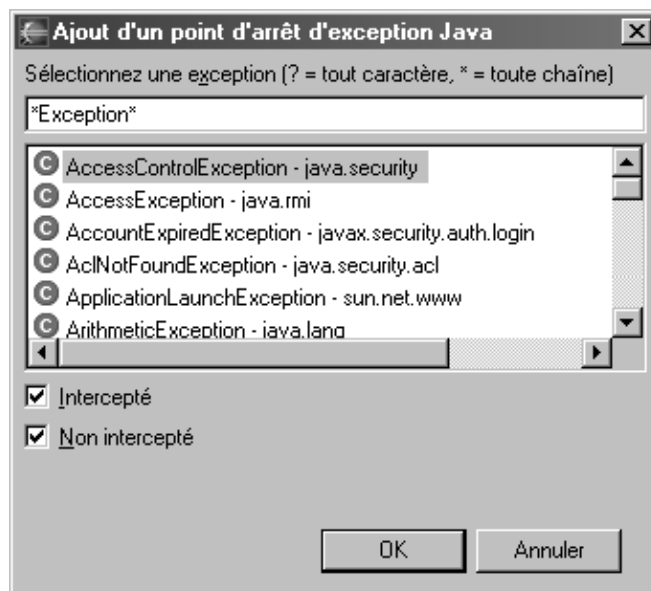 Ajout d'un point d'arrêt d'exception Java
Sélectionnez une exception (? = tout caractère, * = toute chaîne)
*Exception*
AccessControlException - java.security
AccessException - java.rmi
AccountExpiredException - javax.security.auth.login
AclNotFoundException - java.security.acl
ApplicationLaunchException - sun.net.www
ArithmeticException - java.lang
Intercepté
Non intercepté
OK Annuler